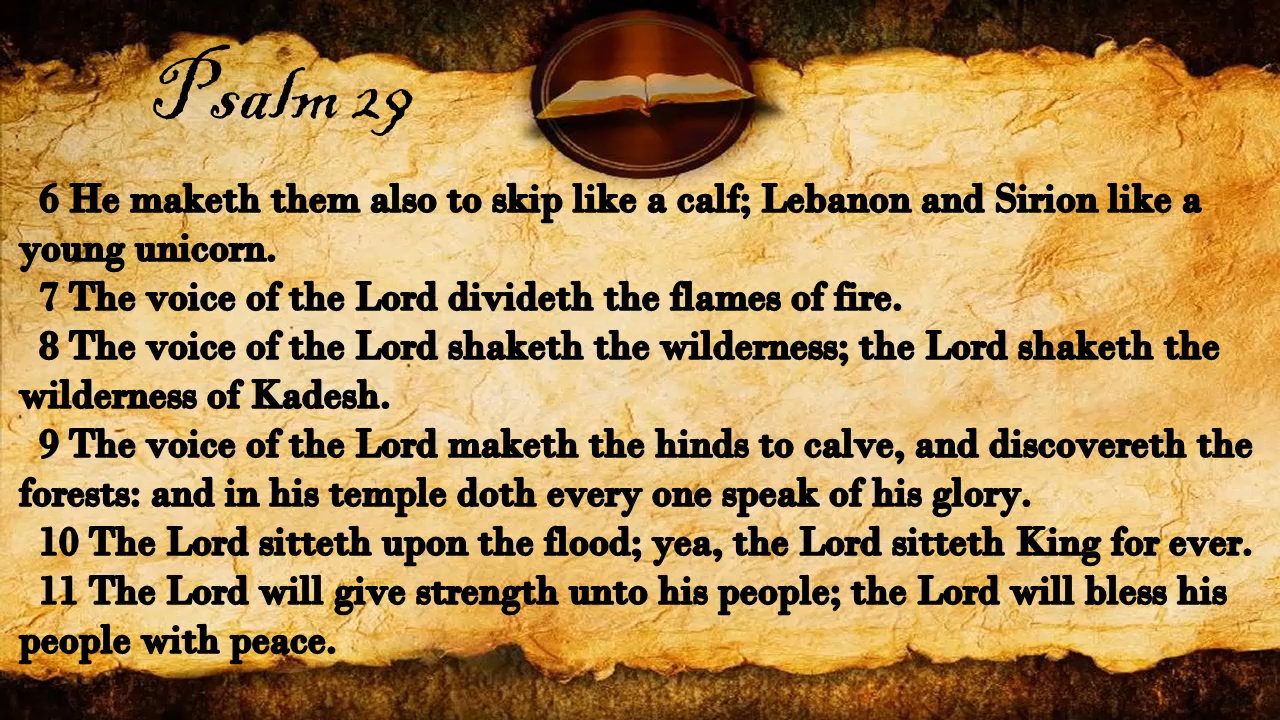 Psalm 29
6 He maketh them also to skip like a calf; Lebanon and Sirion like a
young unicorn.
7 The voice of the Lord divideth the flames of fire.
8 The voice of the Lord shaketh the wilderness; the Lord shaketh the
wilderness of Kadesh.
9 The voice of the Lord maketh the hinds to calve, and discovereth the
forests: and in his temple doth every one speak of his glory.
10 The Lord sitteth upon the flood; yea, the Lord sitteth King for ever.
11 The Lord will give strength unto his people; the Lord will bless his
people with peace.